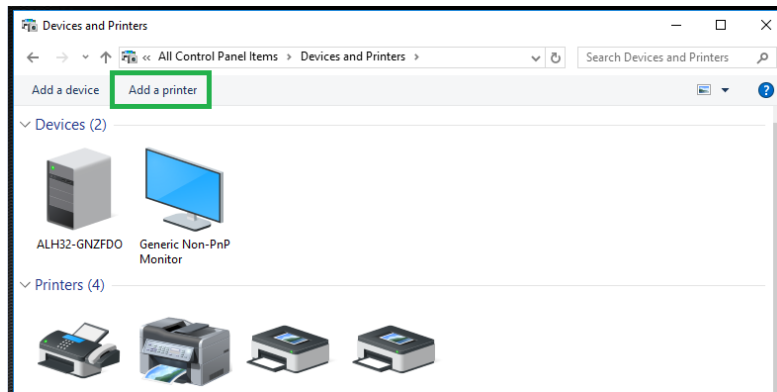 Devices and Printers
« All Control Panel Items > Devices and Printers >
Search Devices and Printers
Add a device
Add a printer
Devices (2)
ALH32-GNZFDO
Generic Non-PnP
Monitor
Printers (4)